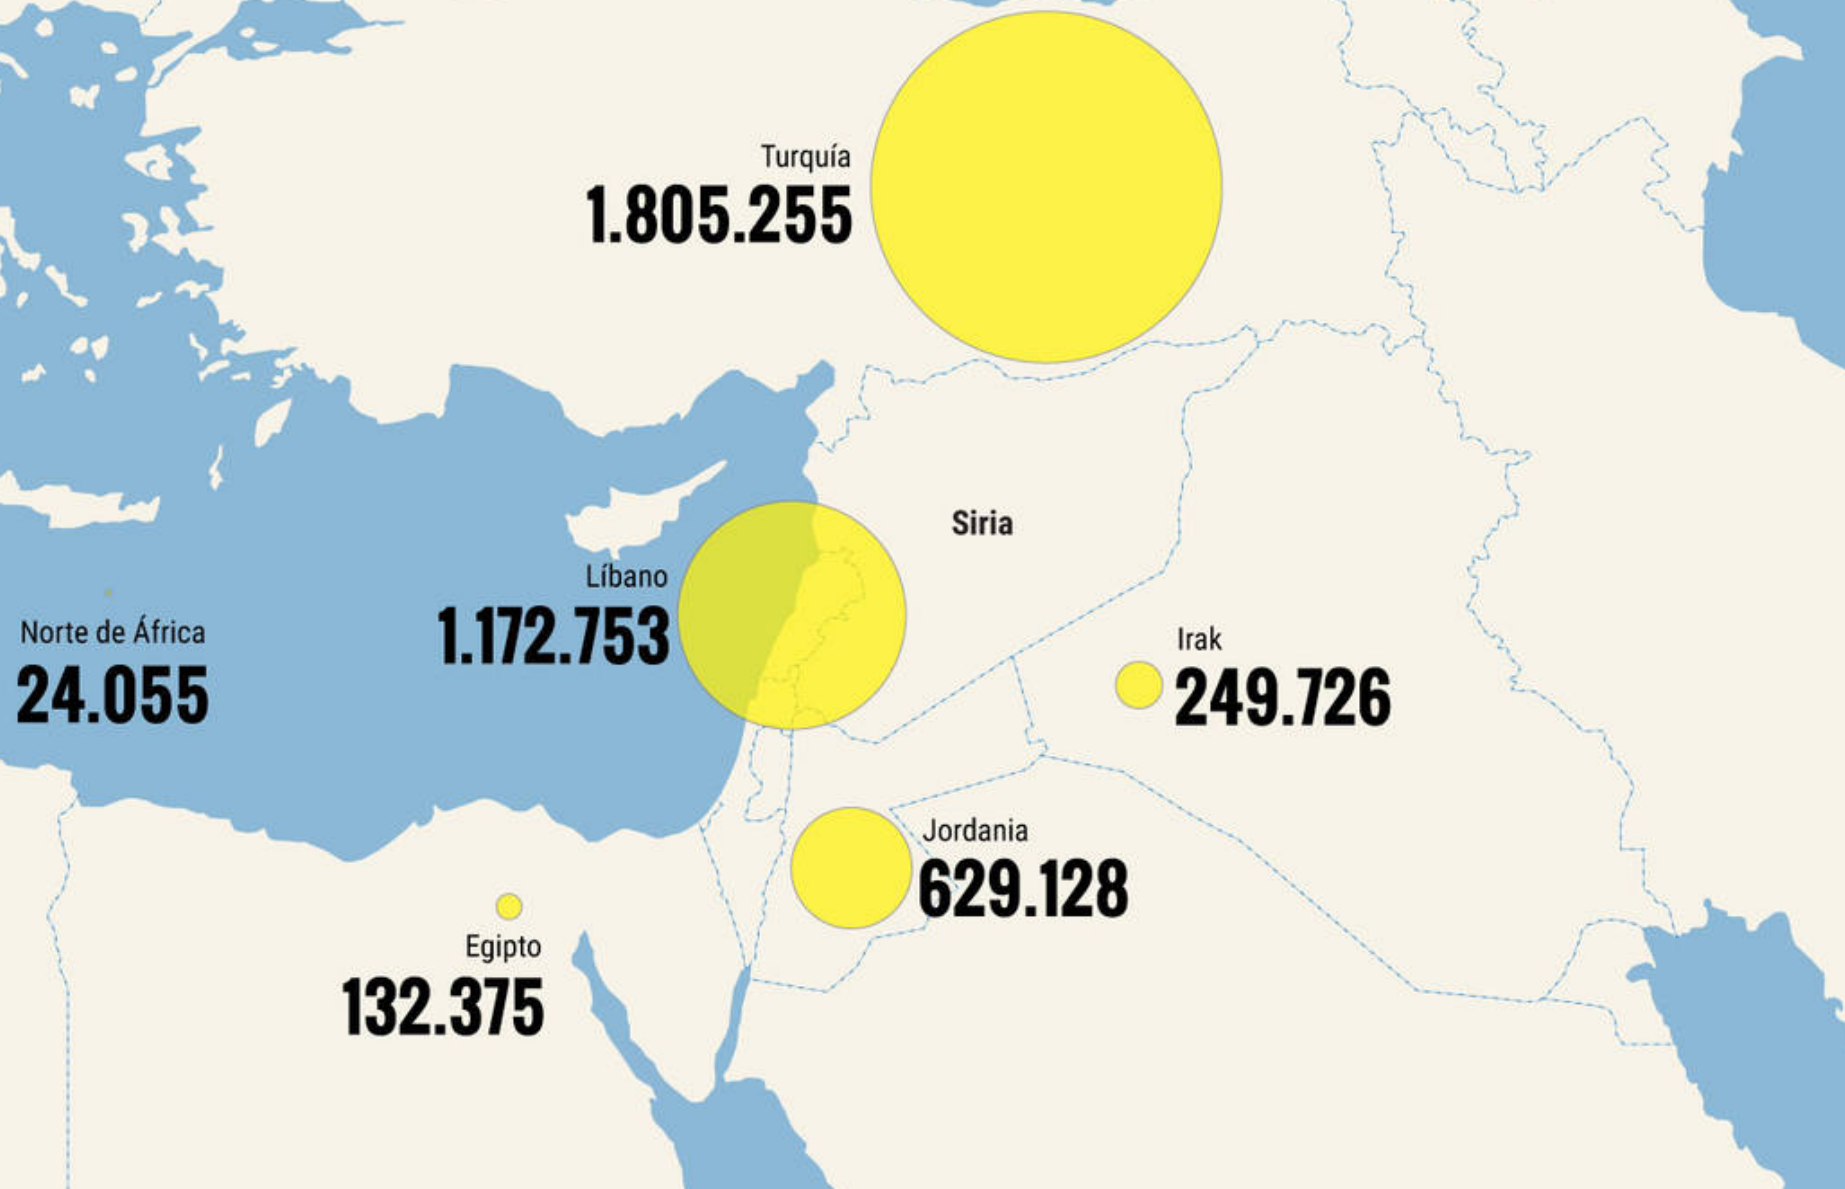 Turquía
1.805.255
Siria
Líbano
1.172.753
Norte de África
24.055
Irak
249.726
Jordania
629.128
Egipto
132.375